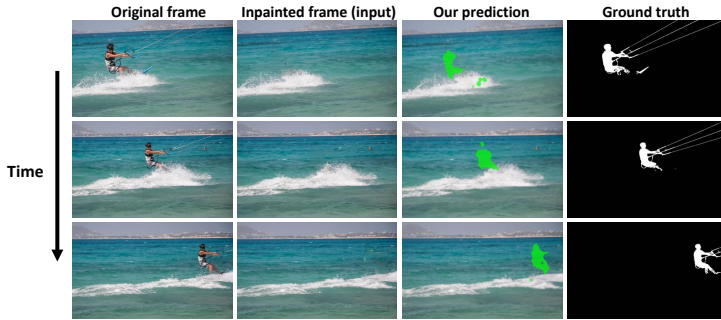 Original frame
Inpainted frame (input)
Our prediction
Ground truth
Time